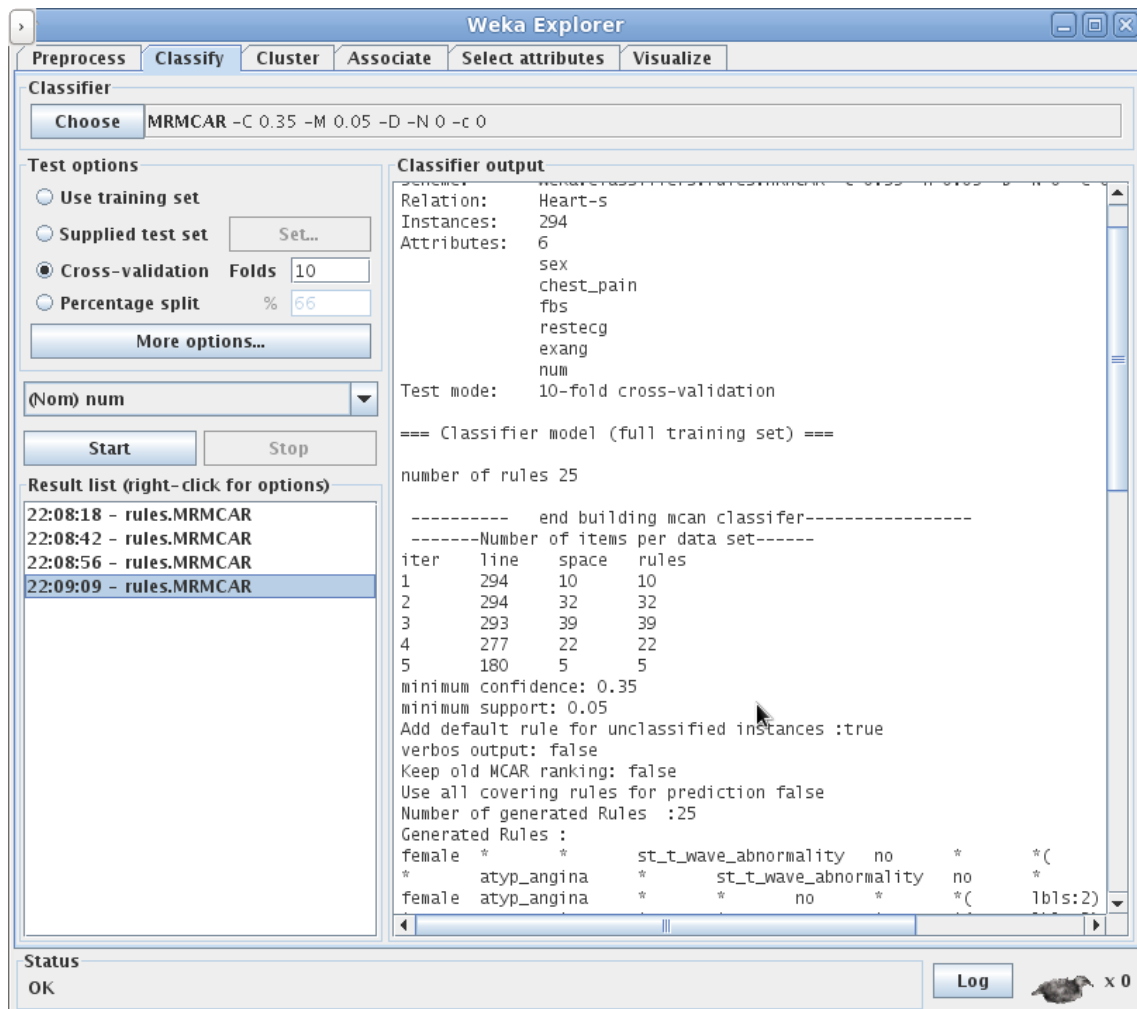 Weka Explorer
Preprocess Classify Cluster Associate Select attributes Visualize
Classifier
Choose MRMCAR -C 0.35 -M 0.05 -D -N 0 -c 0
Test options
Use training set
Supplied test set Set...
Cross-validation Folds 10
Percentage split % 66
More options...
(Nom) num
Start Stop
Result list (right-click for options)
22:08:18 - rules.MRMCAR
22:08:42 - rules.MRMCAR
22:08:56 - rules.MRMCAR
22:09:09 - rules.MRMCAR
Classifier output
Relation: Heart-s
Instances: 294
Attributes: 6
sex
chest_pain
fbs
restecg
exang
num
Test mode: 10-fold cross-validation
=== Classifier model (full training set) ===
number of rules 25
---------- end building mcan classifer-----------------
-------Number of items per data set------
iter line space rules
1 294 10 10
2 294 32 32
3 293 39 39
4 277 22 22
5 180 5 5
minimum confidence: 0.35
minimum support: 0.05
Add default rule for unclassified instances :true
verbos output: false
Keep old MCAR ranking: false
Use all covering rules for prediction false
Number of generated Rules :25
Generated Rules :
female * * st_t_wave_abnormality no * *(
* atyp_angina * st_t_wave_abnormality no *
female atyp_angina * * no * *( lbls:2)
Status
OK
Log x 0